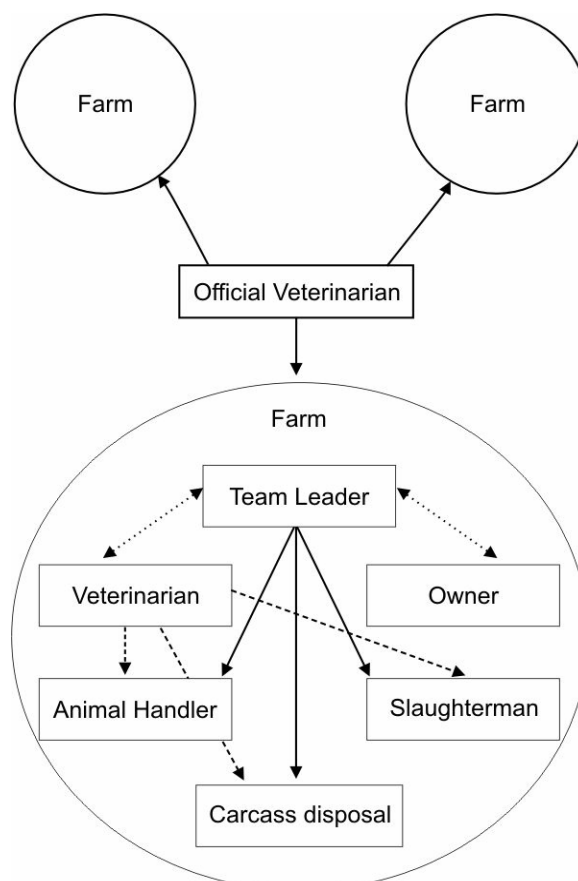 Farm
Farm
Official Veterinarian
Farm
Team Leader
Veterinarian
Owner
Animal Handler
Slaughterman
Carcass disposal